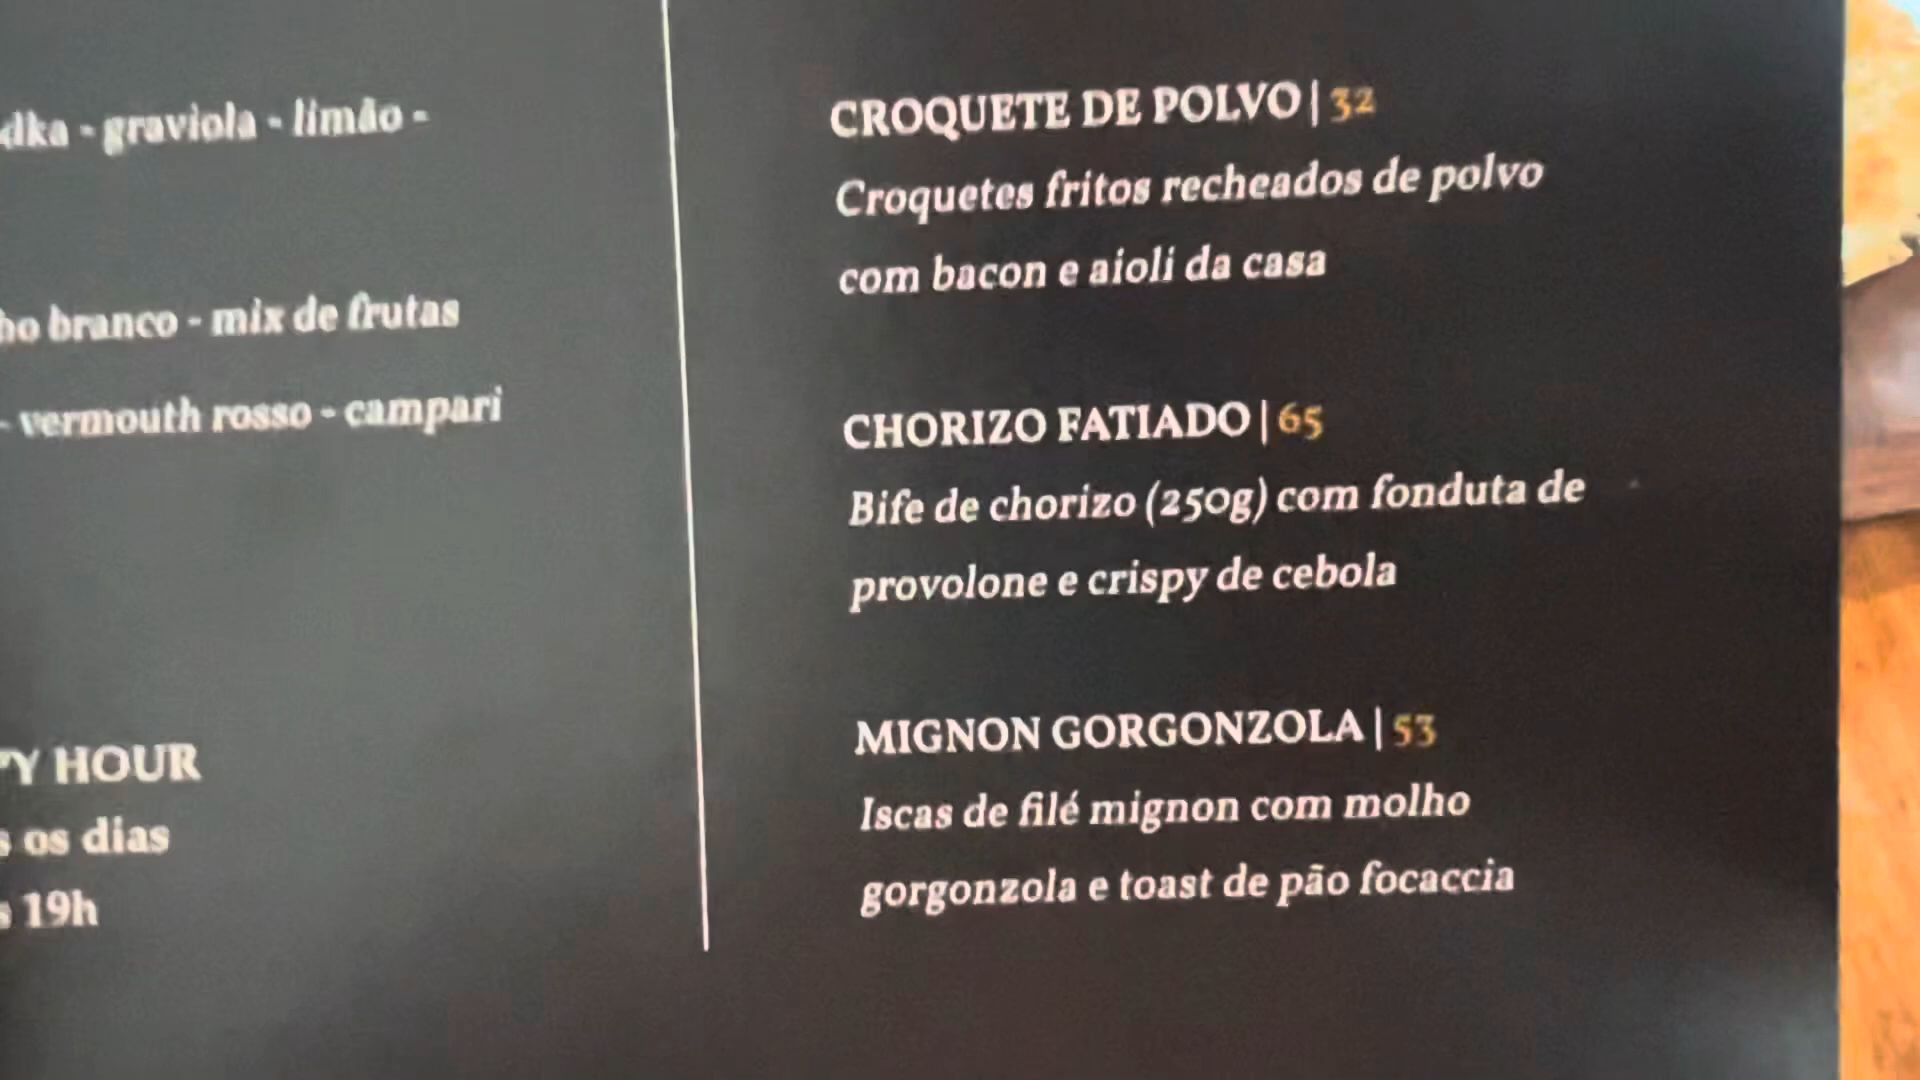 - graviola - limão -
branco - mix de frutas
- vermouth rosso - campari
HOUR
os dias
19h
CROQUETE DE POLVO | 32
Croquetes fritos recheados de polvo
com bacon e aioli da casa
CHORIZO FATIADO | 65
Bife de chorizo (250g) com fonduta de
provolone e crispy de cebola
MIGNON GORGONZOLA | 53
Iscas de filé mignon com molho
gorgonzola e toast de pão focaccia